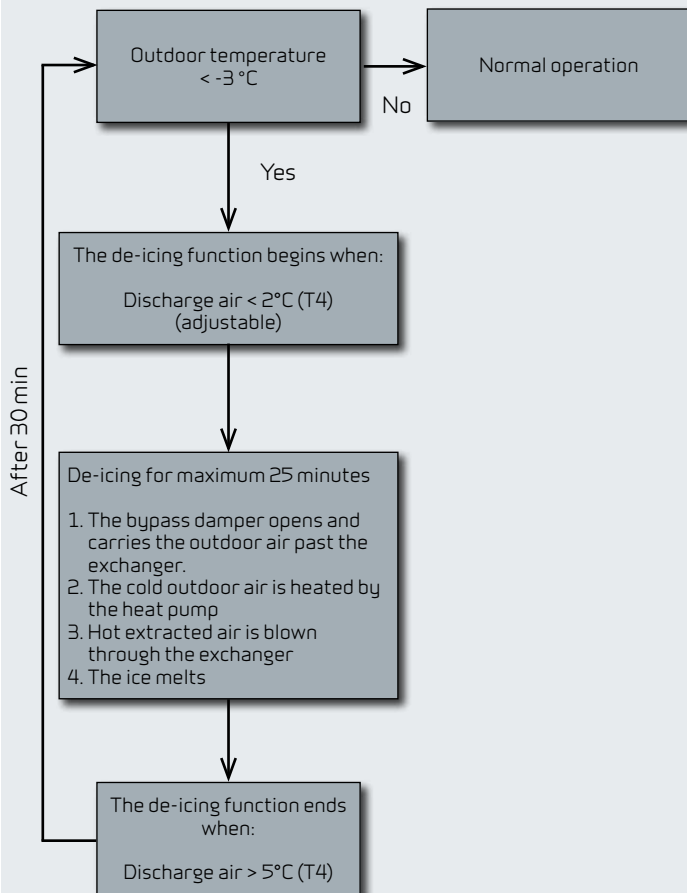 Outdoor temperature
< -3 °C
Normal operation
No
Yes
The de-icing function begins when:
Discharge air < 2°C (T4)
(adjustable)
After 30 min
De-icing for maximum 25 minutes
1. The bypass damper opens and
carries the outdoor air past the
exchanger.
2. The cold outdoor air is heated by
the heat pump
3. Hot extracted air is blown
through the exchanger
4. The ice melts
The de-icing function ends
when:
Discharge air > 5°C (T4)